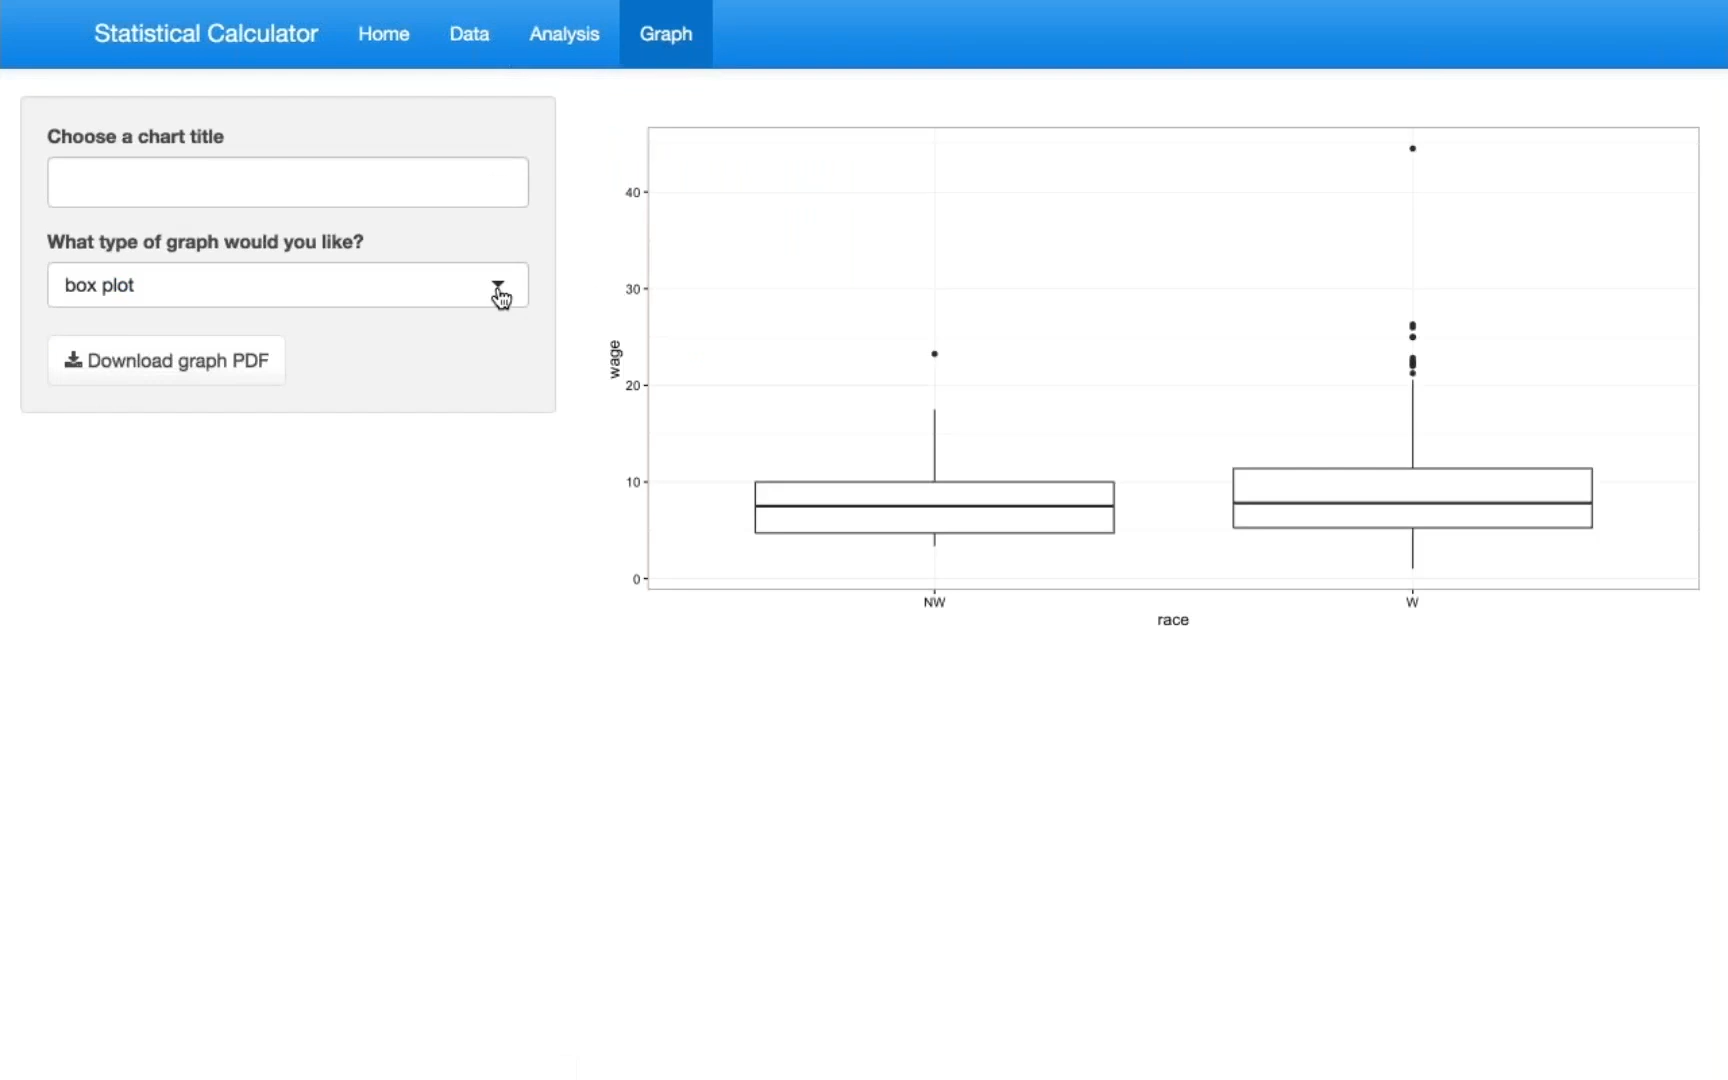 Statistical Calculator Home Data Analysis Graph
Choose a chart title
What type of graph would you like?
box plot
Download graph PDF
40
30
20
10
0
wage
NW W
race